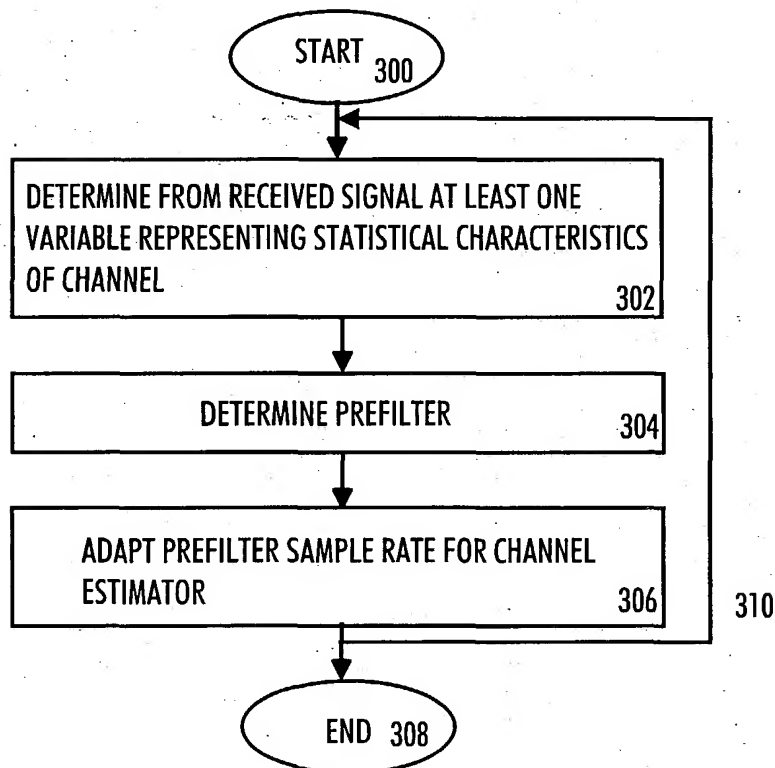 START 300
DETERMINE FROM RECEIVED SIGNAL AT LEAST ONE
VARIABLE REPRESENTING STATISTICAL CHARACTERISTICS
OF CHANNEL
302
DETERMINE PREFILTER 304
ADAPT PREFILTER SAMPLE RATE FOR CHANNEL
ESTIMATOR 306
310
END 308